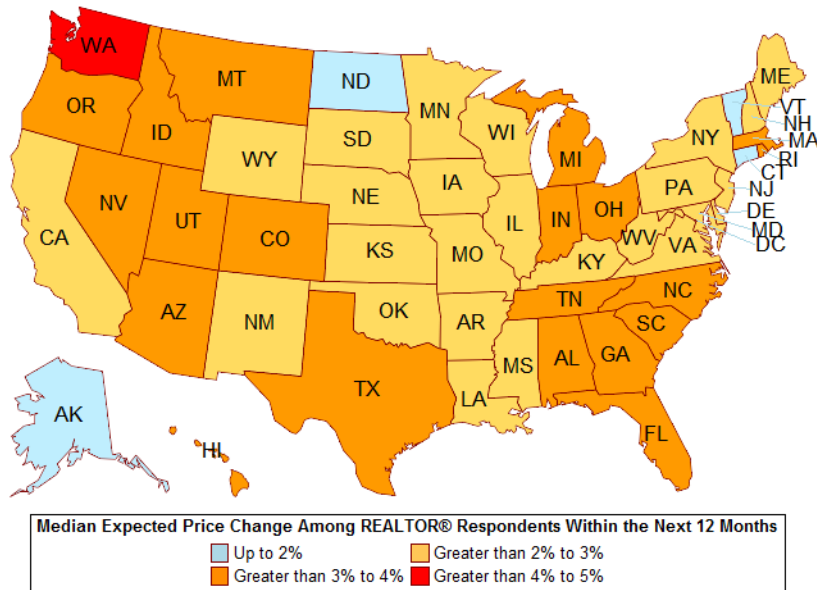 WA
MT
ND
MN
ME
VT
NH
OR
ID
SD
WI
NY
MA
MI
RI
CT
WY
IA
PA
NJ
NE
NV
UT
IL
IN
OH
DE
MD
DC
CA
CO
KS
MO
WV
VA
KY
AZ
NM
OK
AR
TN
NC
SC
MS
AL
GA
TX
LA
AK
HI
FL
Median Expected Price Change Among REALTOR® Respondents Within the Next 12 Months
Up to 2% Greater than 2% to 3%
Greater than 3% to 4% Greater than 4% to 5%